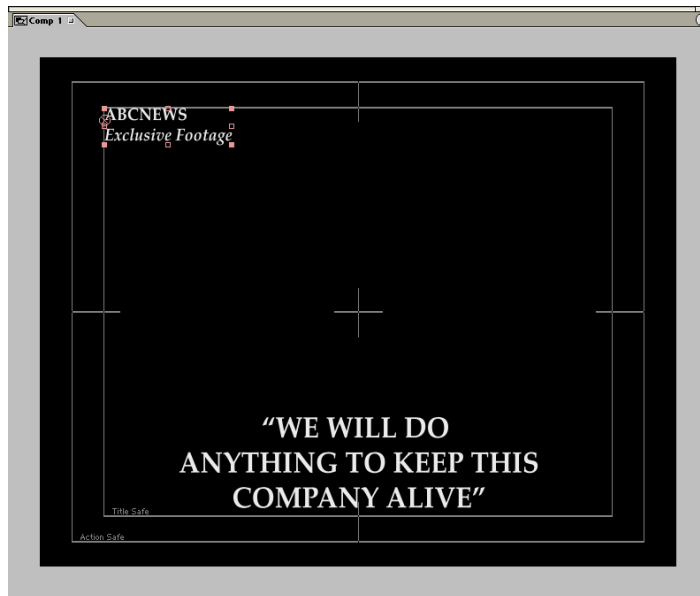 Comp 1
ABCNEWS
Exclusive Footage
“WE WILL DO
ANYTHING TO KEEP THIS
COMPANY ALIVE”
Title Safe
Action Safe